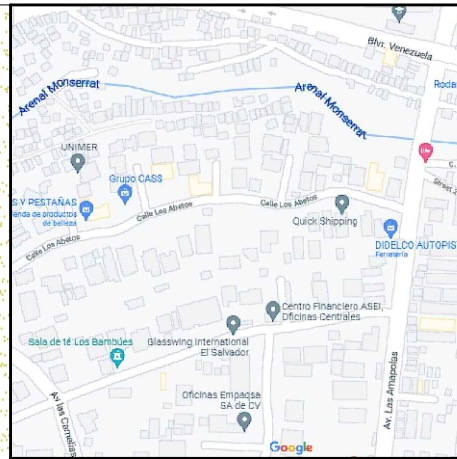 Blvr. Venezuela
Arenal Monserrat
Arenal Monserrat
Roda
UNIMER
Grupo CASS
S Y PESTAÑAS
enda de productos
de belleza
Calle Los Abetos
Calle Los Abetos
Quick Shipping
Calle Los Abetos
DIDELCO AUTOPIS
Ferretería
Centro Financiero ASEI,
Oficinas Centrales
Sala de té Los Bambúes
Glasswing International
El Salvador
Av las Camelias
Oficinas Empaqsa
SA de CV
Av. Las Amapolas
Google